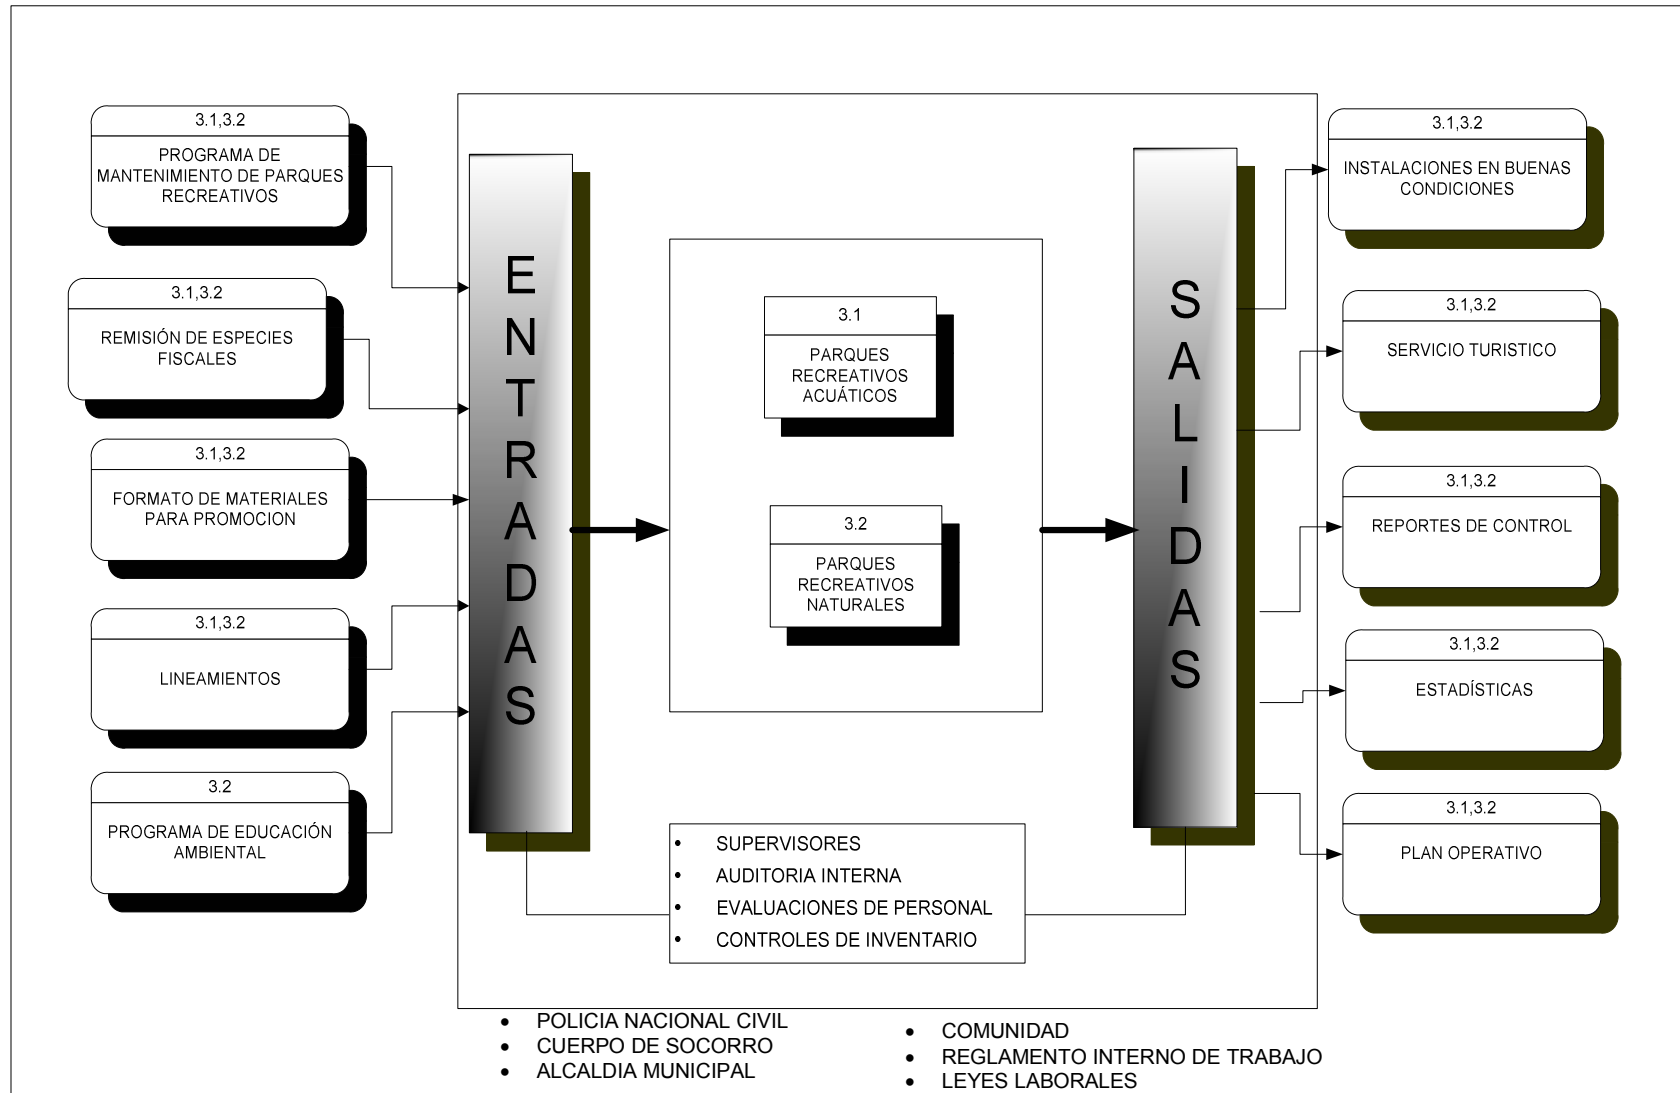 3.1,3.2
PROGRAMA DE
MANTENIMIENTO DE PARQUES
RECREATIVOS
3.1,3.2
REMISIÓN DE ESPECIES
FISCALES
3.1,3.2
FORMATO DE MATERIALES
PARA PROMOCION
3.1,3.2
LINEAMIENTOS
3.2
PROGRAMA DE EDUCACIÓN
AMBIENTAL
ENTRADAS
3.1
PARQUES
RECREATIVOS
ACUÁTICOS
3.2
PARQUES
RECREATIVOS
NATURALES
• SUPERVISORES
• AUDITORIA INTERNA
• EVALUACIONES DE PERSONAL
• CONTROLES DE INVENTARIO
SALIDAS
3.1,3.2
INSTALACIONES EN BUENAS
CONDICIONES
3.1,3.2
SERVICIO TURISTICO
3.1,3.2
REPORTES DE CONTROL
3.1,3.2
ESTADÍSTICAS
3.1,3.2
PLAN OPERATIVO
• POLICIA NACIONAL CIVIL
• CUERPO DE SOCORRO
• ALCALDIA MUNICIPAL
• COMUNIDAD
• REGLAMENTO INTERNO DE TRABAJO
• LEYES LABORALES